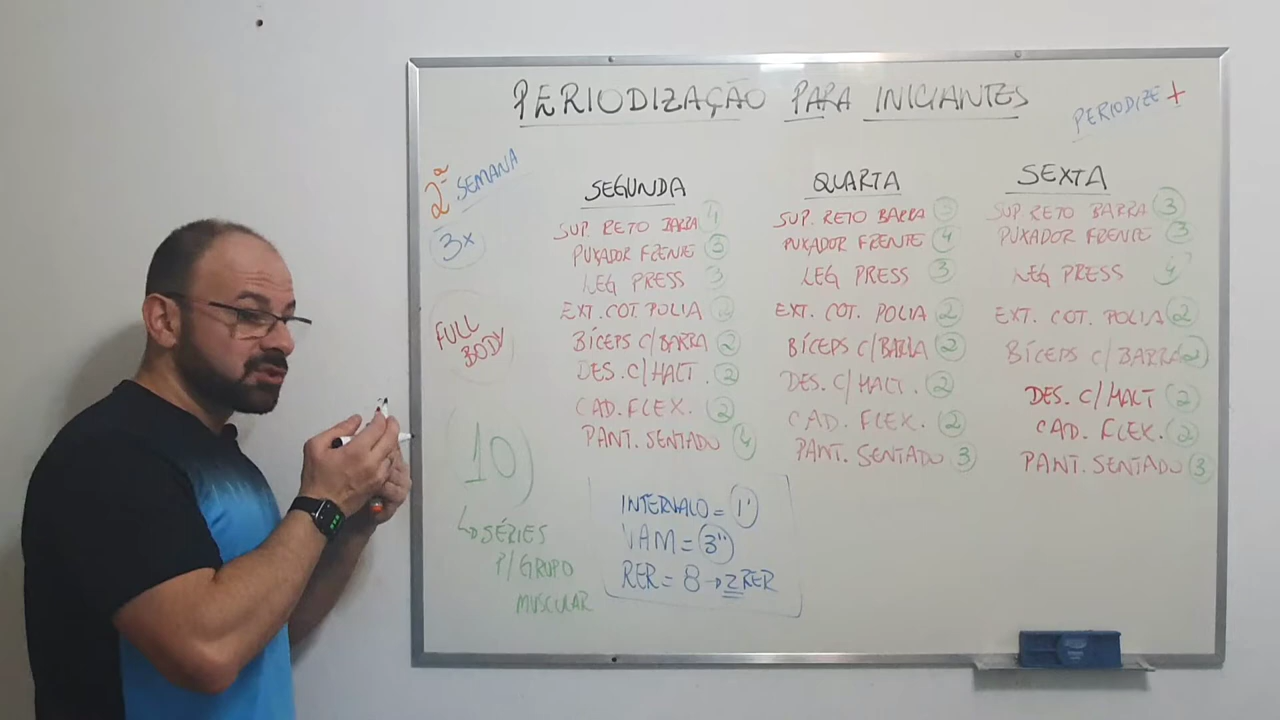 PERIODIZAÇÃO PARA INICIANTES
PERIODIZE +
2ª SEMANA
3x
FULL
BODY
10
SÉRIES
P/ GRUPO
MUSCULAR
SEGUNDA
SUP. RETO BARRA
PUXADOR FRENTE 3
LEG PRESS 3
EXT. COT. POLIA 2
BÍCEPS C/BARRA 2
DES. C/HALT. 2
CAD. FLEX. 2
PANT. SENTADO 4
QUARTA
SUP. RETO BARRA 3
PUXADOR FRENTE 4
LEG PRESS 3
EXT. COT. POLIA 2
BÍCEPS C/BARRA 2
DES. C/HALT. 2
CAD. FLEX. 2
PANT. SENTADO 3
SEXTA
SUP. RETO BARRA 3
PUXADOR FRENTE 3
LEG PRESS 4
EXT. COT. POLIA 2
BÍCEPS C/BARRA 2
DES. C/HALT 2
CAD. FLEX. 2
PANT. SENTADO 3
INTERVALO = 1'
VAM = 3"
RER = 8 → 2 RER